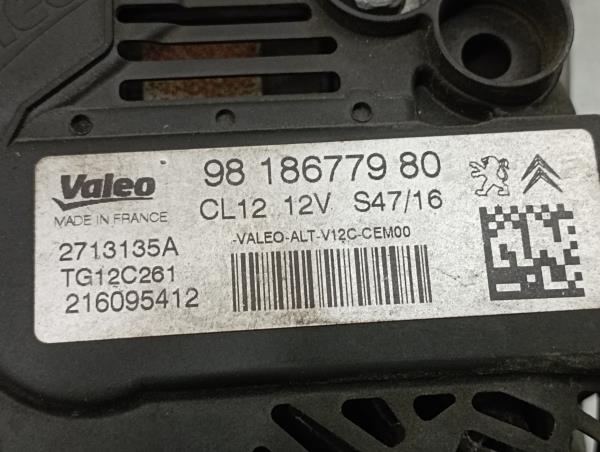 Valeo
98 186779 80
MADE IN FRANCE
CL12 12V S47/16
2713135A
-VALEO-ALT-V12C-CEM00
TG12C261
216095412